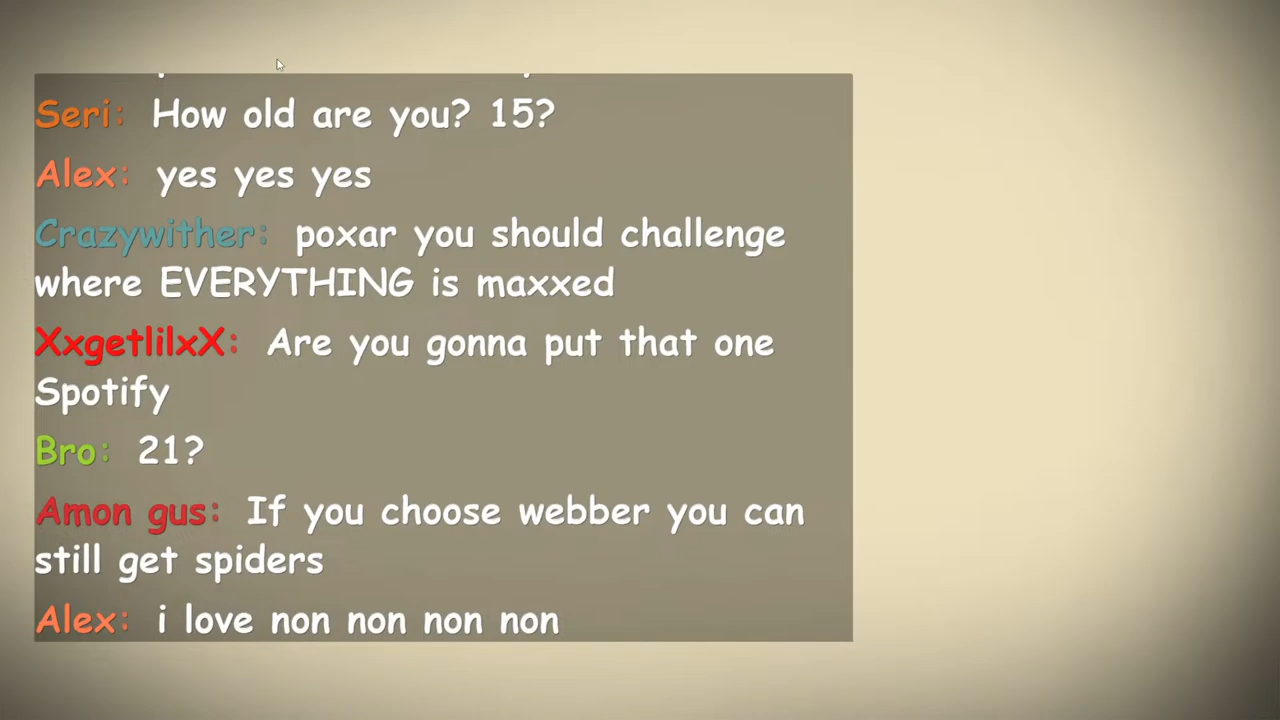 Seri: How old are you? 15?
Alex: yes yes yes
Crazywither: poxar you should challenge
where EVERYTHING is maxxed
XxgetlilxX: Are you gonna put that one
Spotify
Bro: 21?
Amon gus: If you choose webber you can
still get spiders
Alex: i love non non non non